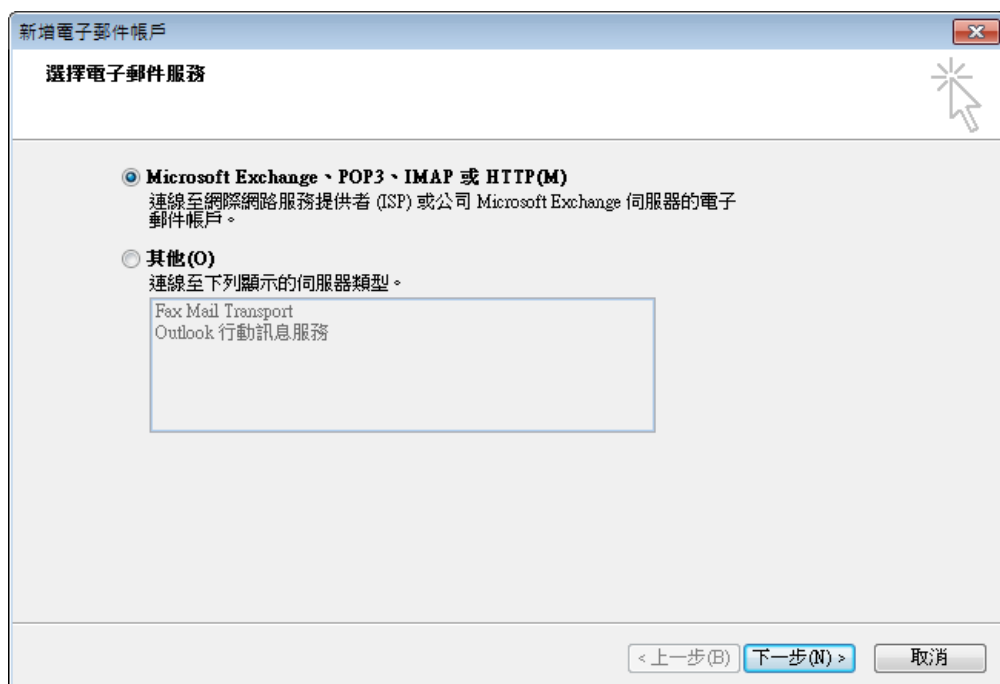 新增電子郵件帳戶
選擇電子郵件服務
Microsoft Exchange、POP3、IMAP 或 HTTP(M)
連線至網際網路服務提供者 (ISP) 或公司 Microsoft Exchange 伺服器的電子
郵件帳戶。
其他(O)
連線至下列顯示的伺服器類型。
Fax Mail Transport
Outlook 行動訊息服務
<上一步(B) 下一步(N) > 取消